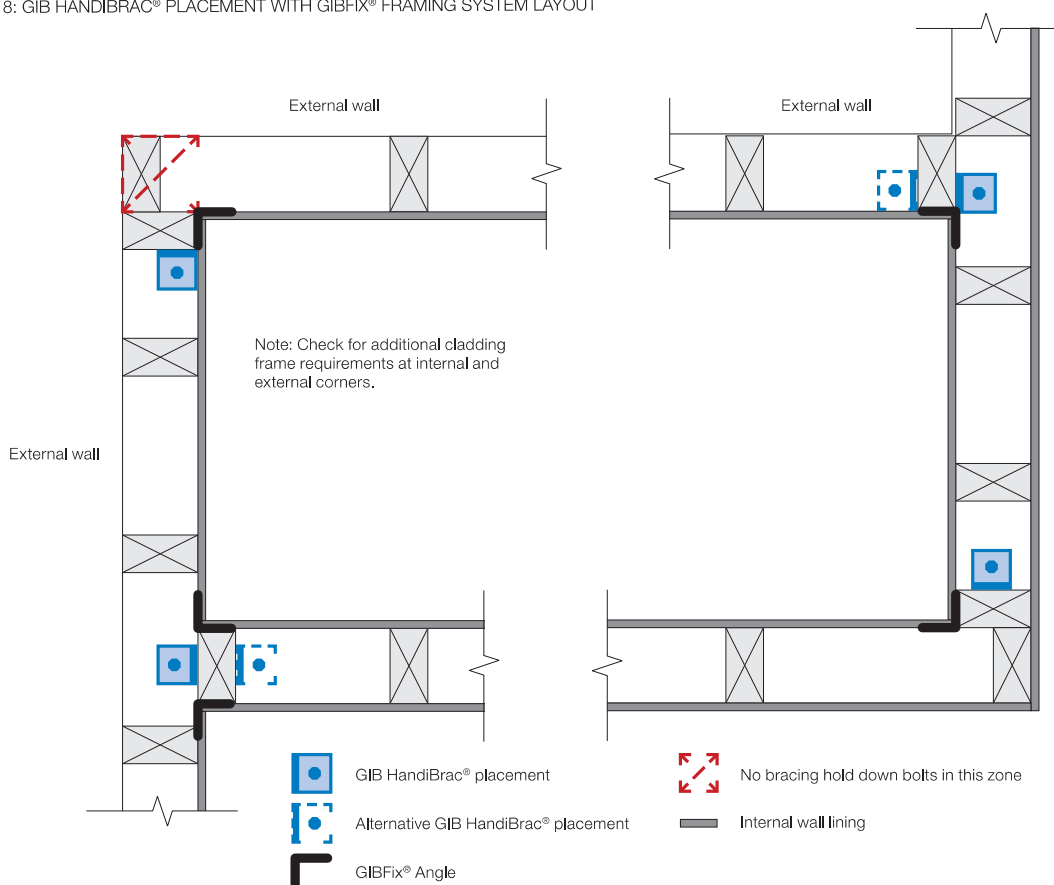 8: GIB HANDIBRAC® PLACEMENT WITH GIBFIX® FRAMING SYSTEM LAYOUT
External wall
External wall
Note: Check for additional cladding
frame requirements at internal and
external corners.
External wall
GIB HandiBrac® placement
No bracing hold down bolts in this zone
Alternative GIB HandiBrac® placement
Internal wall lining
GIBFix® Angle